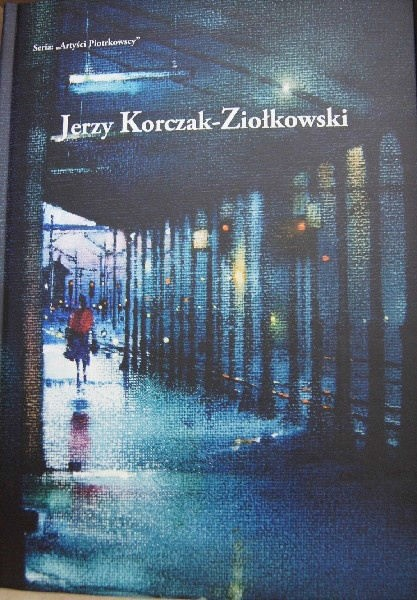 Seria: „Artyści Piotrkowscy”
Jerzy Korczak-Ziołkowski